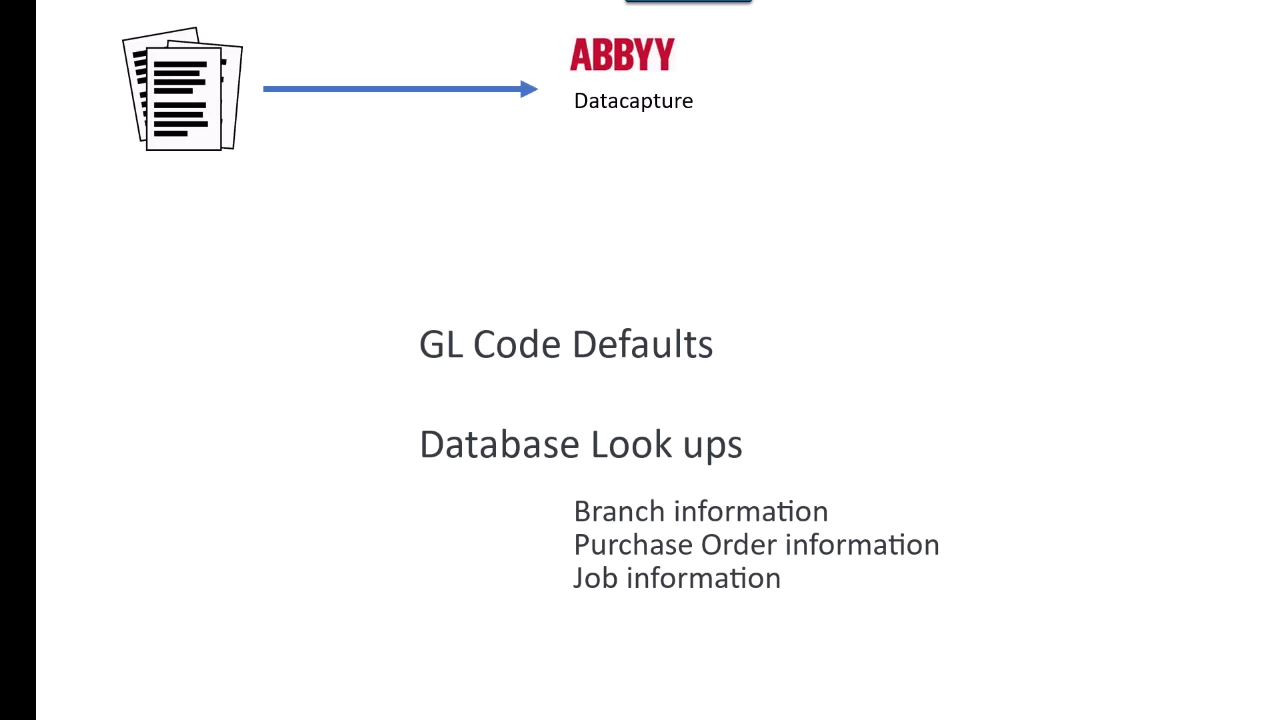 ABBYY
Datacapture
GL Code Defaults
Database Look ups
Branch information
Purchase Order information
Job information